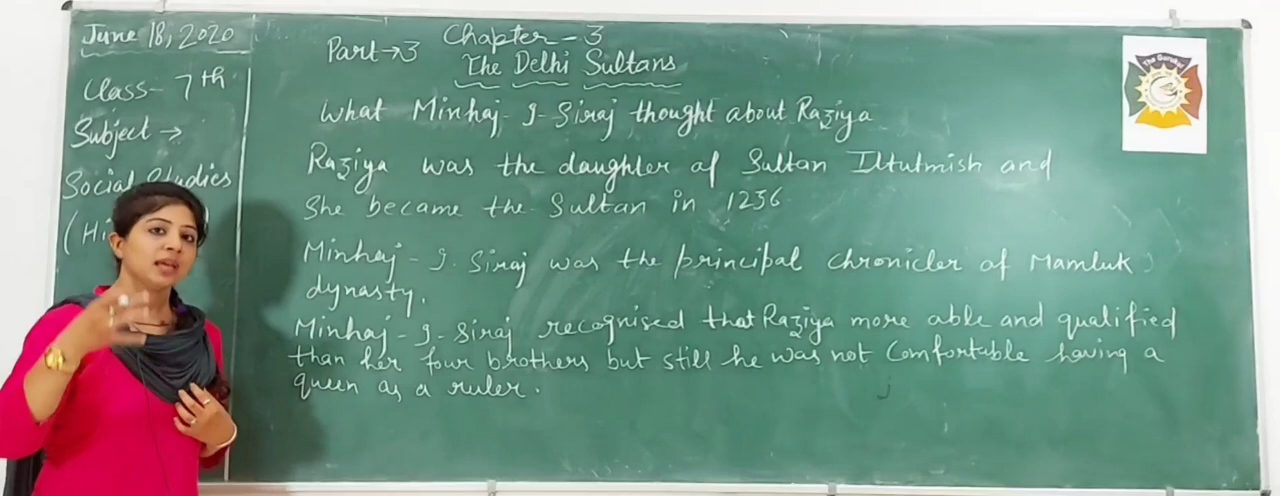 June 18, 2020
Class- 7th
Subject →
Social Studies
(Hi
Part→3 Chapter-3
The Delhi Sultans
What Minhaj-I-Siraj thought about Raziya
Raziya was the daughter of Sultan Iltutmish and
She became the Sultan in 1236
Minhaj-I-Siraj was the principal chronicler of Mamluk
dynasty.
Minhaj-I-Siraj recognised that Raziya more able and qualified
than her four brothers but still he was not comfortable having a
queen as a ruler.
The Gurukul